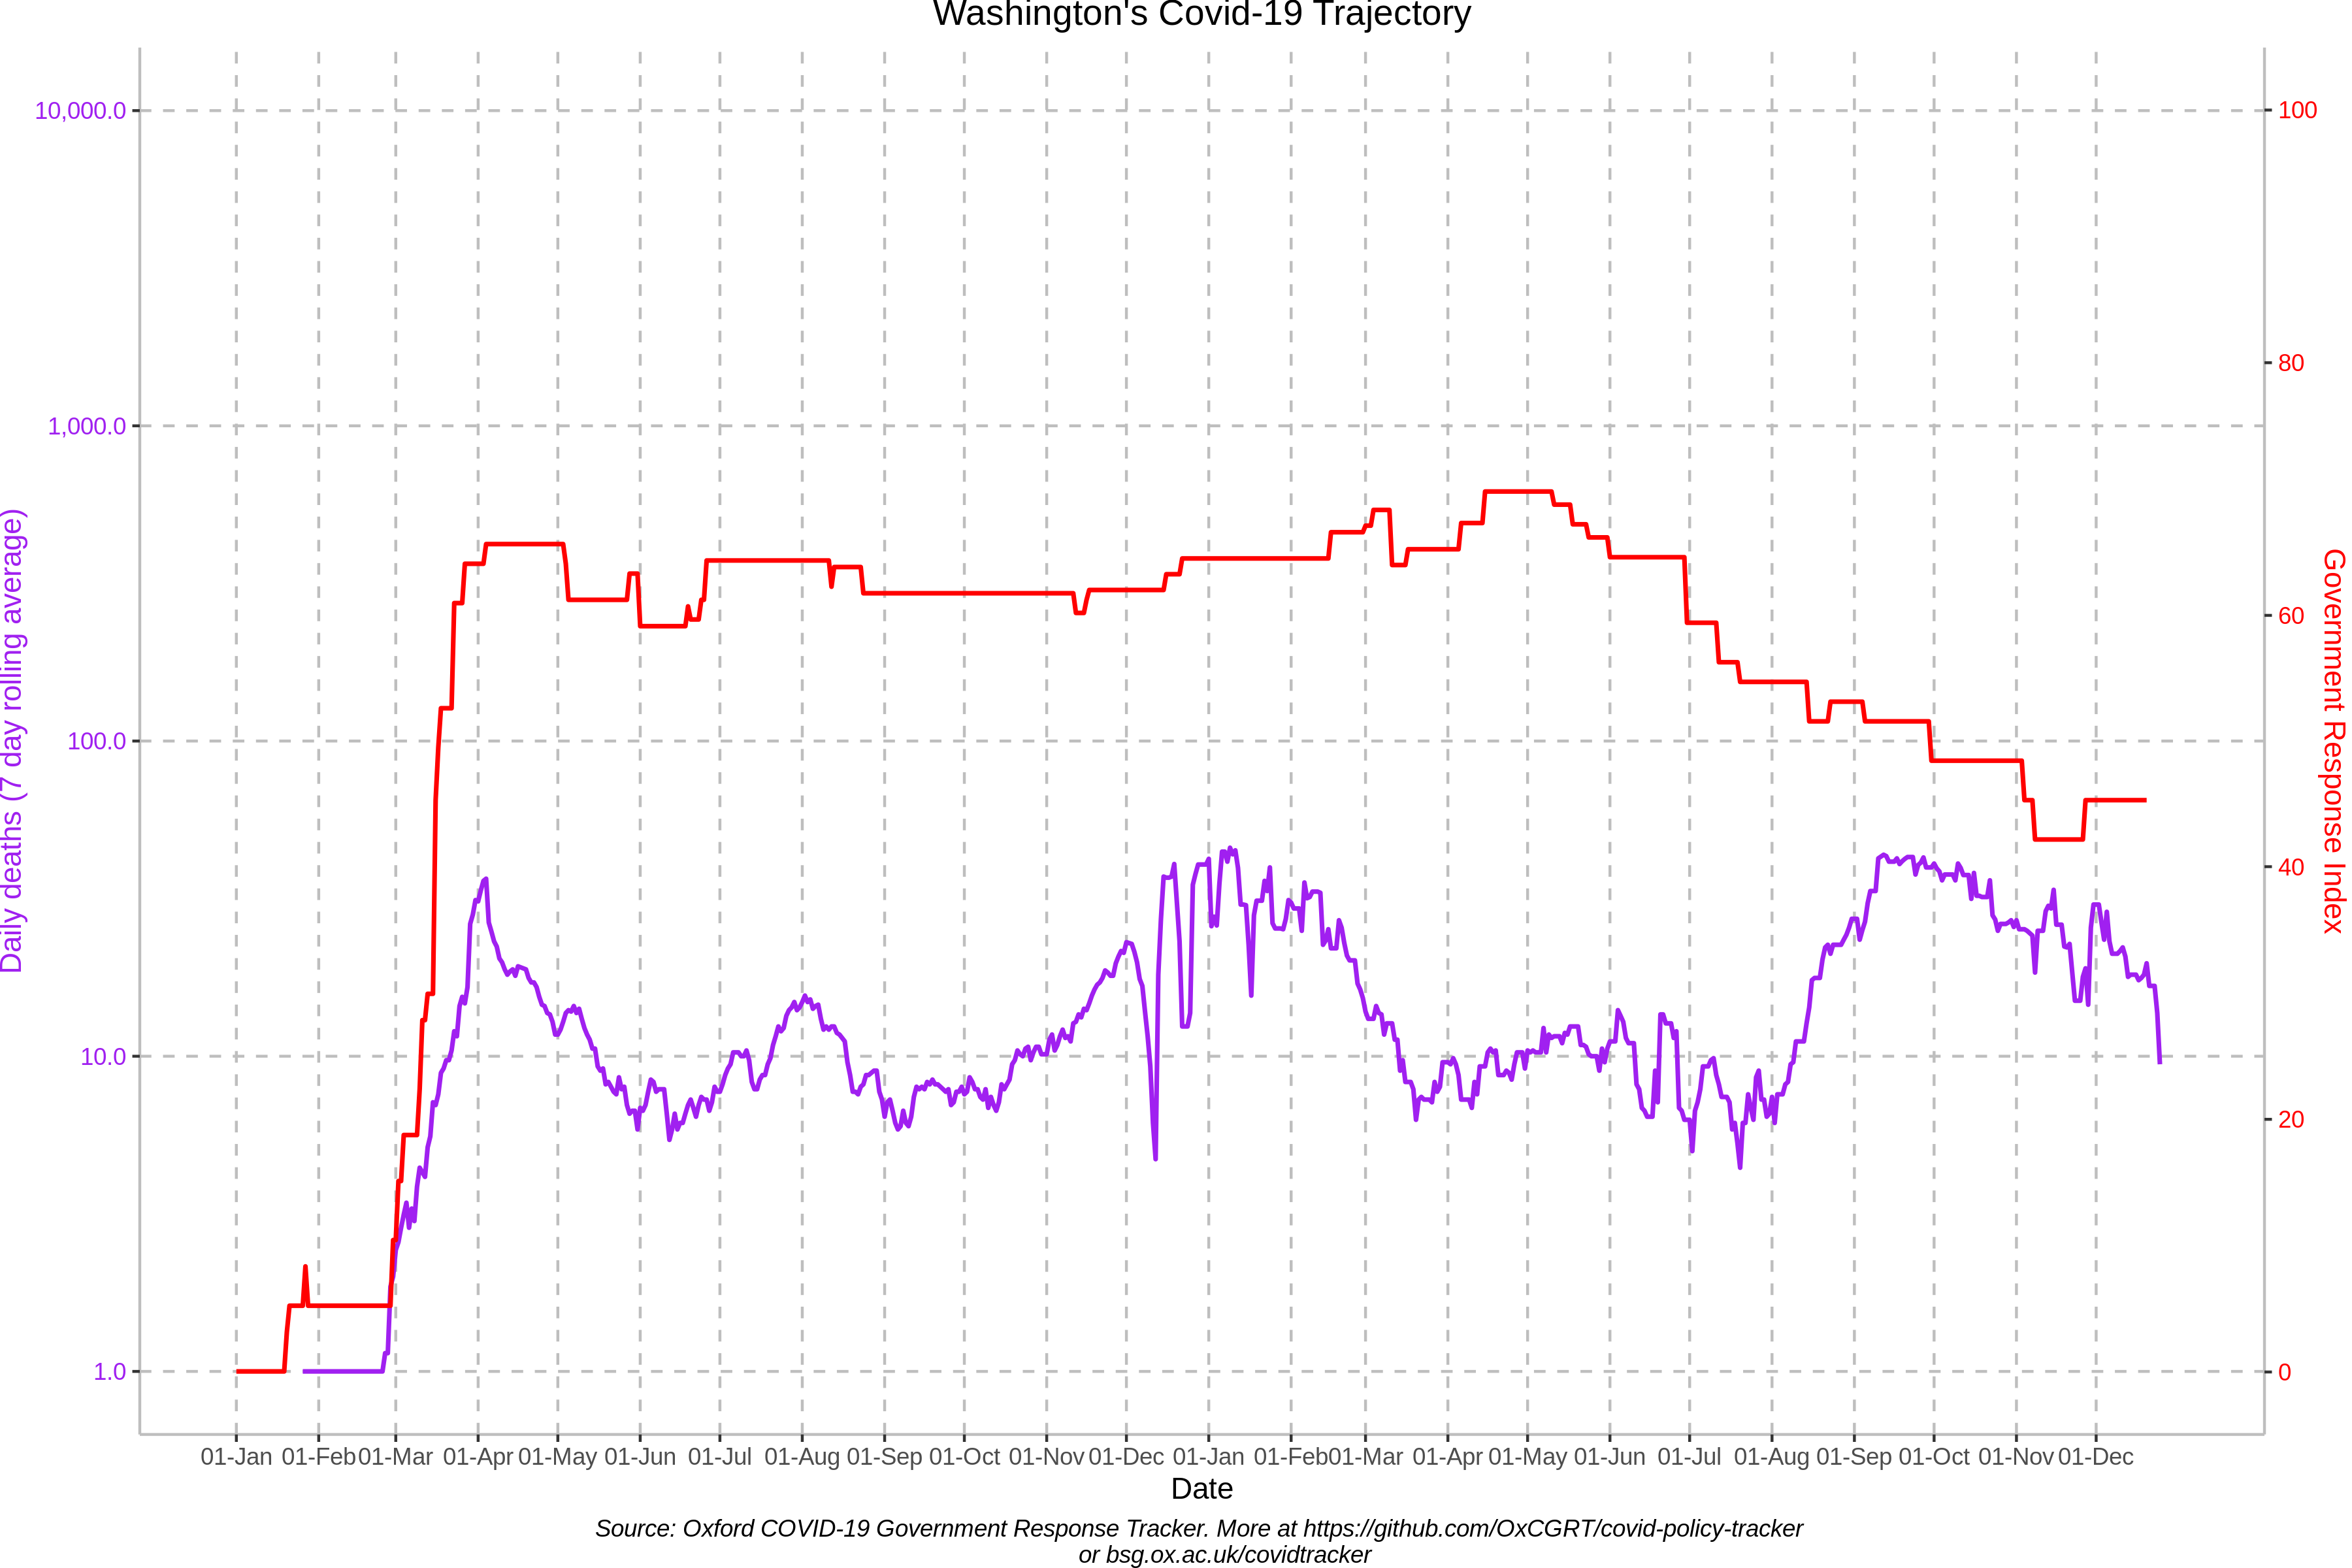 Washington's Covid-19 Trajectory
10,000.0
1,000.0
100.0
10.0
1.0
Daily deaths (7 day rolling average)
100
80
60
40
20
0
Government Response Index
01-Jan 01-Feb 01-Mar 01-Apr 01-May 01-Jun 01-Jul 01-Aug 01-Sep 01-Oct 01-Nov 01-Dec 01-Jan 01-Feb 01-Mar 01-Apr 01-May 01-Jun 01-Jul 01-Aug 01-Sep 01-Oct 01-Nov 01-Dec
Date
Source: Oxford COVID-19 Government Response Tracker. More at https://github.com/OxCGRT/covid-policy-tracker
or bsg.ox.ac.uk/covidtracker